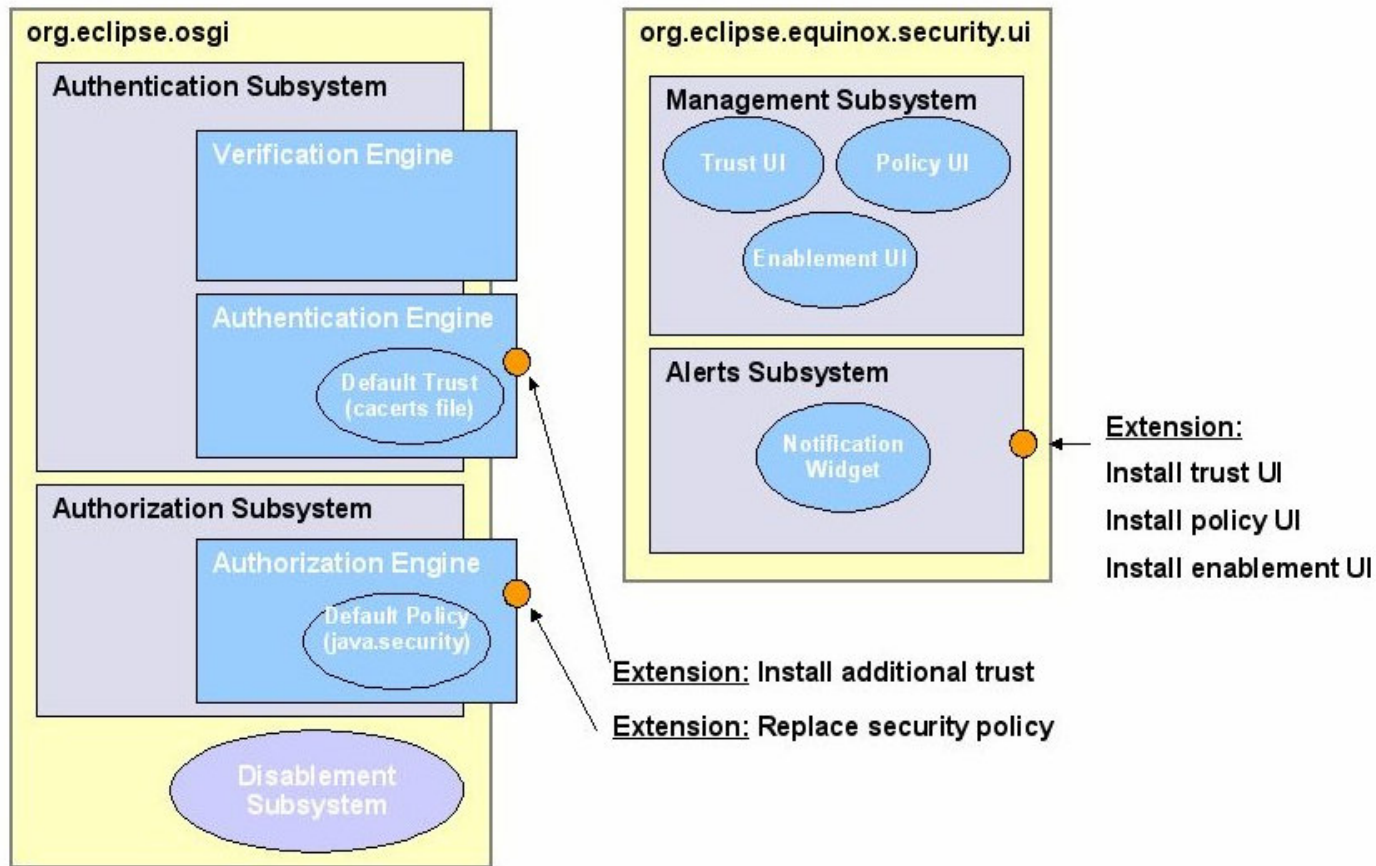 org.eclipse.osgi
Authentication Subsystem
Verification Engine
Authentication Engine
Default Trust
(cacerts file)
Authorization Subsystem
Authorization Engine
Default Policy
(java.security)
Disablement
Subsystem
org.eclipse.equinox.security.ui
Management Subsystem
Trust UI
Policy UI
Enablement UI
Alerts Subsystem
Notification
Widget
Extension:
Install trust UI
Install policy UI
Install enablement UI
Extension: Install additional trust
Extension: Replace security policy